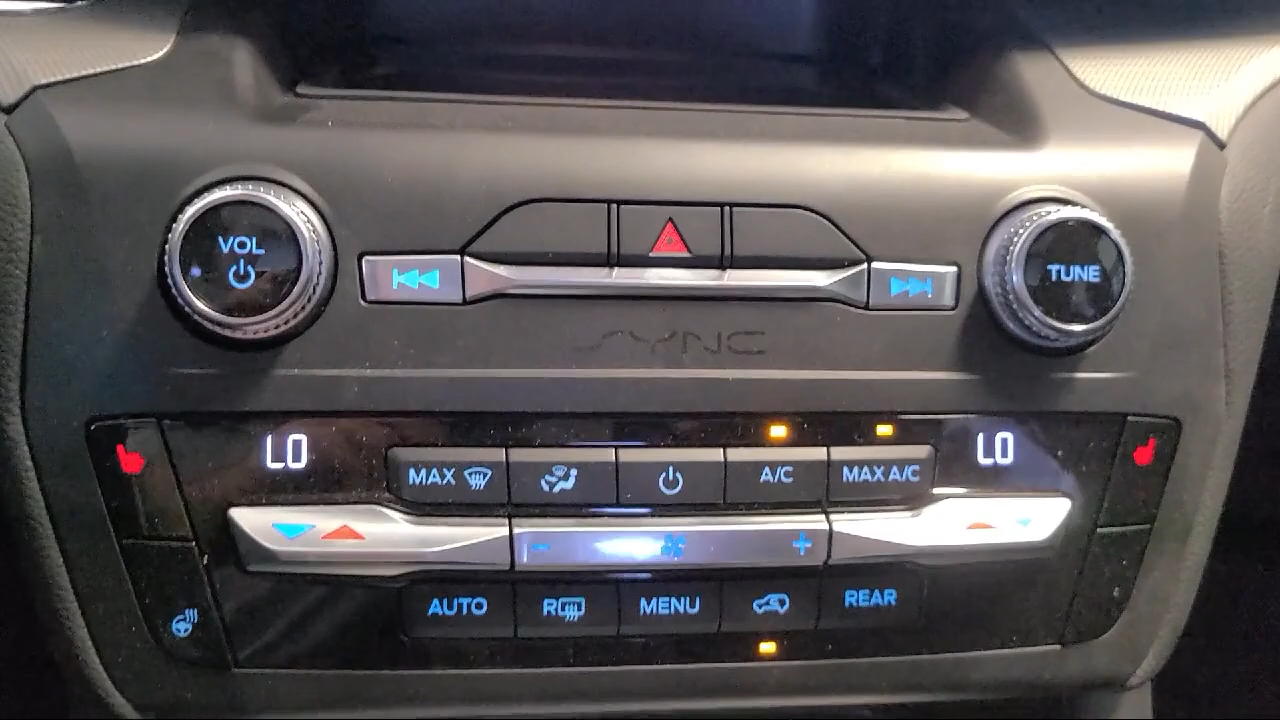 VOL
TUNE
SYNC
LO
LO
MAX
A/C
MAX A/C
- +
AUTO
R
MENU
REAR